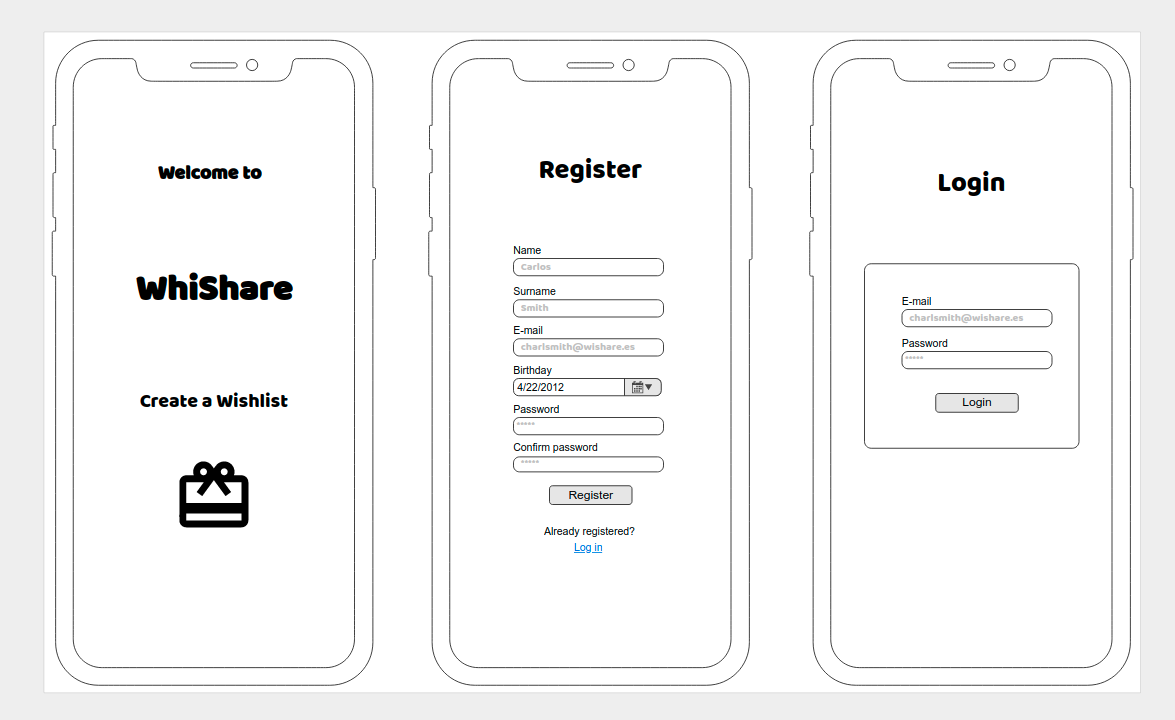 Welcome to
WhiShare
Create a Wishlist
Register
Name
Carlos
Surname
Smith
E-mail
charlsmith@wishare.es
Birthday
4/22/2012
Password
*****
Confirm password
*****
Register
Already registered?
Log in
Login
E-mail
charlsmith@wishare.es
Password
*****
Login